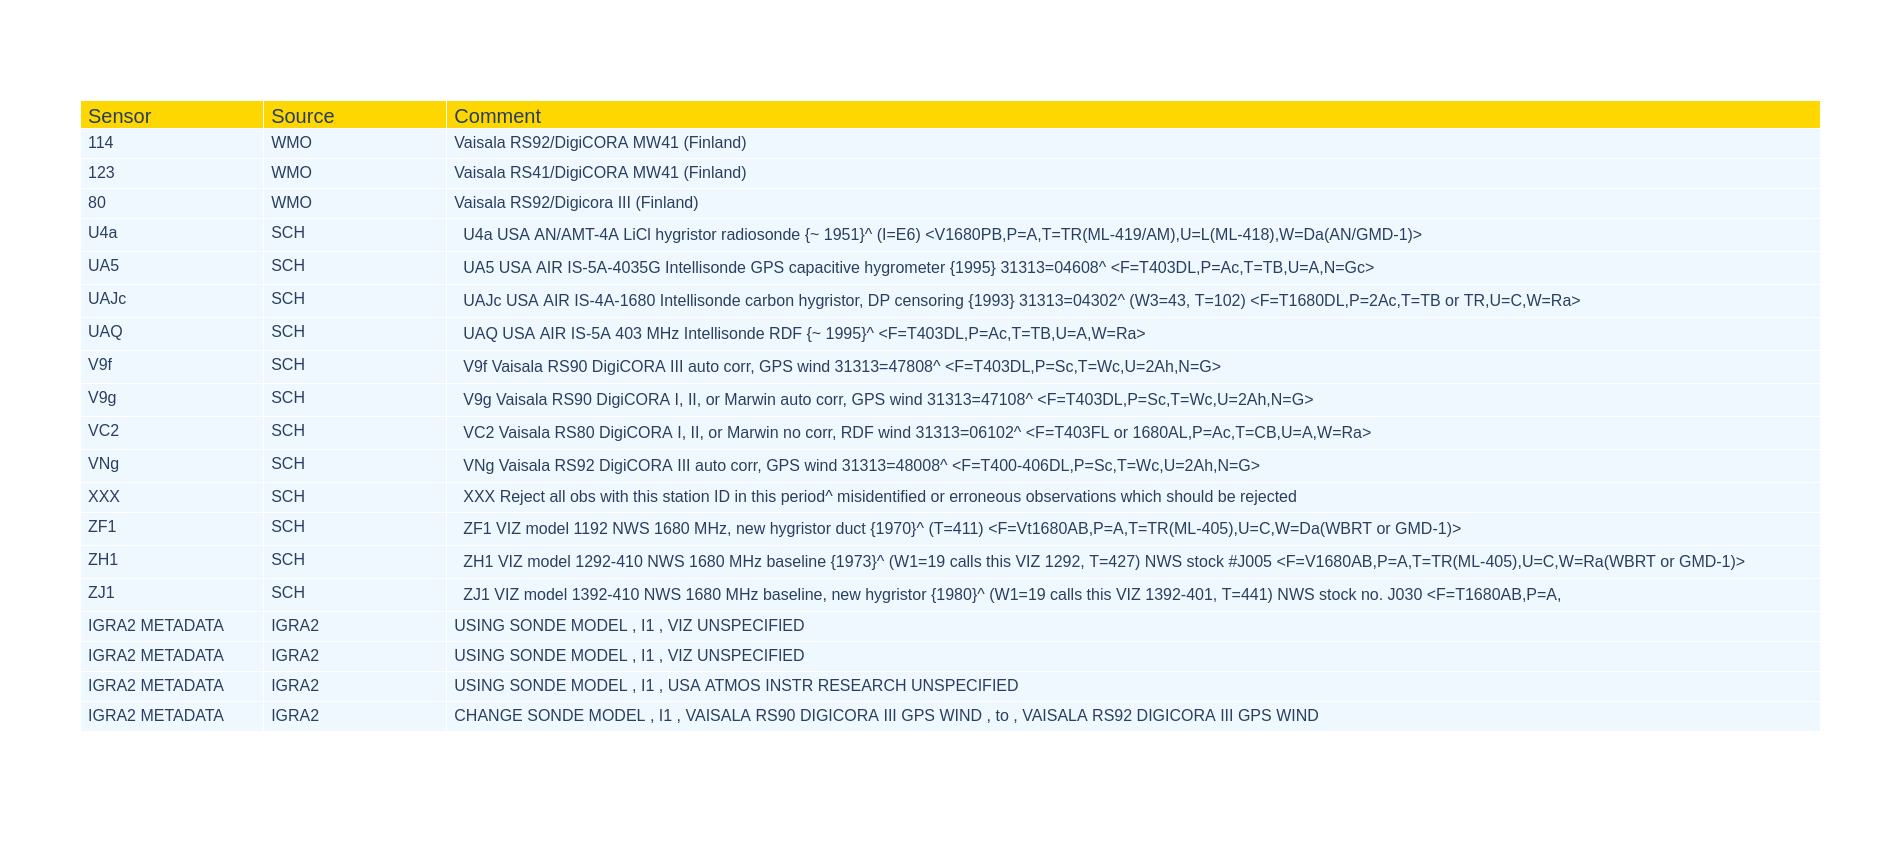 Sensor Source Comment
114 WMO Vaisala RS92/DigiCORA MW41 (Finland)
123 WMO Vaisala RS41/DigiCORA MW41 (Finland)
80 WMO Vaisala RS92/Digicora III (Finland)
U4a SCH U4a USA AN/AMT-4A LiCl hygristor radiosonde {~ 1951}^ (I=E6) <V1680PB,P=A,T=TR(ML-419/AM),U=L(ML-418),W=Da(AN/GMD-1)>
UA5 SCH UA5 USA AIR IS-5A-4035G Intellisonde GPS capacitive hygrometer {1995} 31313=04608^ <F=T403DL,P=Ac,T=TB,U=A,N=Gc>
UAJc SCH UAJc USA AIR IS-4A-1680 Intellisonde carbon hygristor, DP censoring {1993} 31313=04302^ (W3=43, T=102) <F=T1680DL,P=2Ac,T=TB or TR,U=C,W=Ra>
UAQ SCH UAQ USA AIR IS-5A 403 MHz Intellisonde RDF {~ 1995}^ <F=T403DL,P=Ac,T=TB,U=A,W=Ra>
V9f SCH V9f Vaisala RS90 DigiCORA III auto corr, GPS wind 31313=47808^ <F=T403DL,P=Sc,T=Wc,U=2Ah,N=G>
V9g SCH V9g Vaisala RS90 DigiCORA I, II, or Marwin auto corr, GPS wind 31313=47108^ <F=T403DL,P=Sc,T=Wc,U=2Ah,N=G>
VC2 SCH VC2 Vaisala RS80 DigiCORA I, II, or Marwin no corr, RDF wind 31313=06102^ <F=T403FL or 1680AL,P=Ac,T=CB,U=A,W=Ra>
VNg SCH VNg Vaisala RS92 DigiCORA III auto corr, GPS wind 31313=48008^ <F=T400-406DL,P=Sc,T=Wc,U=2Ah,N=G>
XXX SCH XXX Reject all obs with this station ID in this period^ misidentified or erroneous observations which should be rejected
ZF1 SCH ZF1 VIZ model 1192 NWS 1680 MHz, new hygristor duct {1970}^ (T=411) <F=Vt1680AB,P=A,T=TR(ML-405),U=C,W=Da(WBRT or GMD-1)>
ZH1 SCH ZH1 VIZ model 1292-410 NWS 1680 MHz baseline {1973}^ (W1=19 calls this VIZ 1292, T=427) NWS stock #J005 <F=V1680AB,P=A,T=TR(ML-405),U=C,W=Ra(WBRT or GMD-1)>
ZJ1 SCH ZJ1 VIZ model 1392-410 NWS 1680 MHz baseline, new hygristor {1980}^ (W1=19 calls this VIZ 1392-401, T=441) NWS stock no. J030 <F=T1680AB,P=A,
IGRA2 METADATA IGRA2 USING SONDE MODEL , I1 , VIZ UNSPECIFIED
IGRA2 METADATA IGRA2 USING SONDE MODEL , I1 , VIZ UNSPECIFIED
IGRA2 METADATA IGRA2 USING SONDE MODEL , I1 , USA ATMOS INSTR RESEARCH UNSPECIFIED
IGRA2 METADATA IGRA2 CHANGE SONDE MODEL , I1 , VAISALA RS90 DIGICORA III GPS WIND , to , VAISALA RS92 DIGICORA III GPS WIND